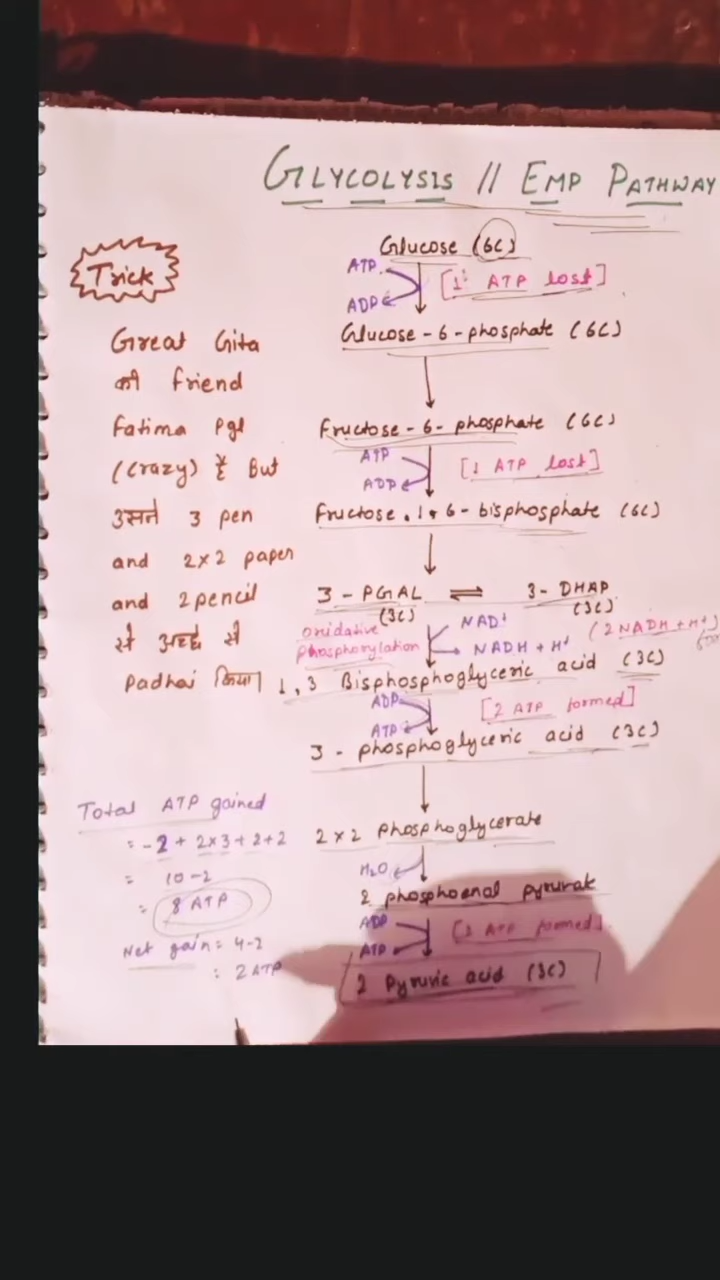 GLYCOLYSIS // EMP PATHWAY
Trick
Great Gita
की friend
Fatima Pgl
(crazy) है But
उसने 3 pen
and 2x2 paper
and 2 pencil
से अच्छे से
Padhai किया।
Glucose (6C)
ATP
ADP
[1 ATP lost]
Glucose-6-phosphate (6C)
Fructose-6-phosphate (6C)
ATP
ADP
[1 ATP lost]
Fructose,1,6-bisphosphate (6C)
3-PGAL ⇌ 3-DHAP
(3C) (3C)
oxidative phosphorylation
NAD+
NADH + H+
(2 NADH + H+)
1,3 Bisphosphoglyceric acid (3C)
ADP
ATP
[2 ATP formed]
3-phosphoglyceric acid (3C)
2x2 Phosphoglycerate
H2O
2 phosphoenal pyruvate
ADP
ATP
ATP formed]
2 Pyruvic acid (3C)
Total ATP gained
= -2 + 2x3 + 2+2
= 10-2
= 8 ATP
Net gain = 4-2
= 2 ATP